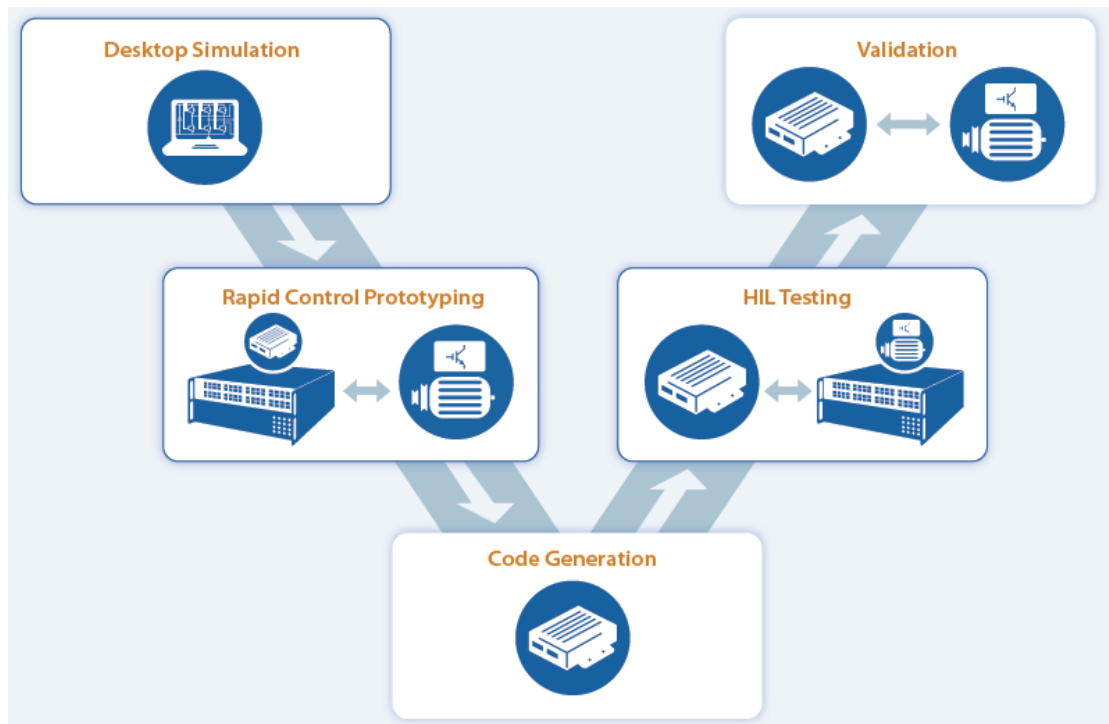 Desktop Simulation
Validation
Rapid Control Prototyping
HIL Testing
Code Generation